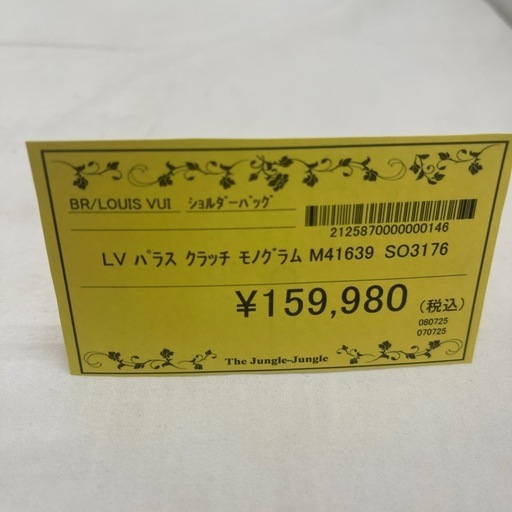 BR/LOUIS VUI ｼｮﾙﾀﾞｰﾊﾞｯｸﾞ
2125870000000146
LV ﾊﾟﾗｽ ｸﾗｯﾁ ﾓﾉｸﾞﾗﾑ M41639 SO3176
¥159,980 (税込)
080725
070725
The Jungle-Jungle